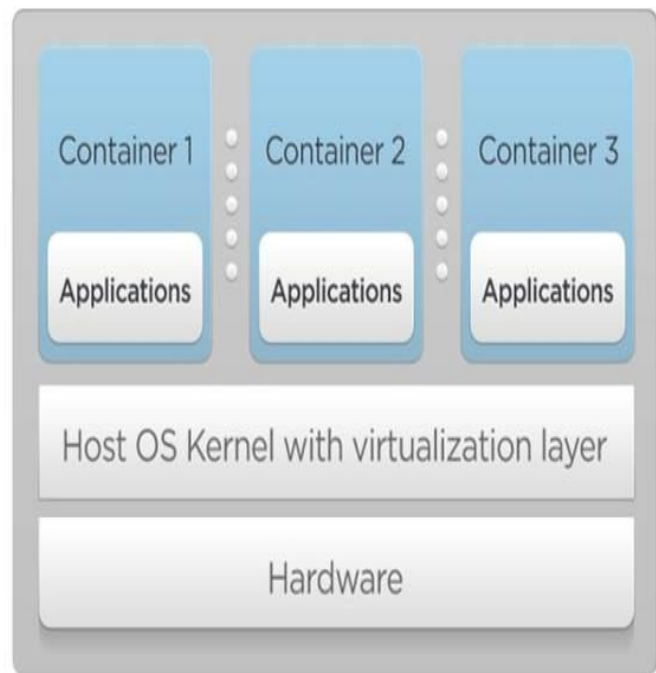 Container 1
Container 2
Container 3
Applications
Applications
Applications
Host OS Kernel with virtualization layer
Hardware